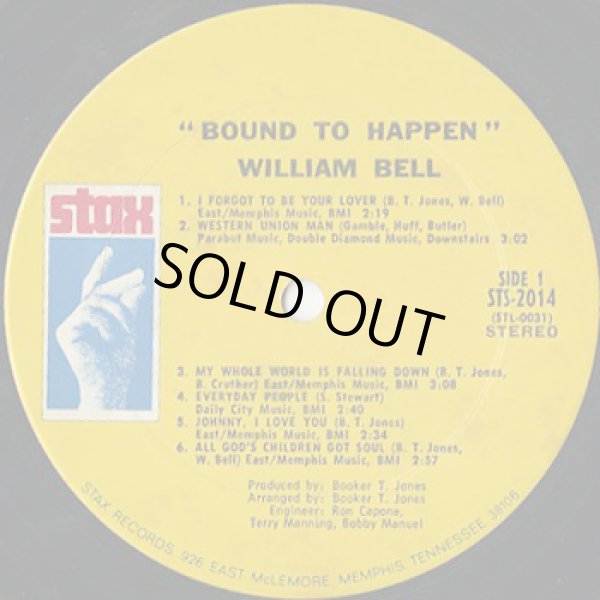 "BOUND TO HAPPEN"
WILLIAM BELL
stax
1. I FORGOT TO BE YOUR LOVER (B. T. Jones, W. Bell)
East/Memphis Music, BMI 2:19
2. WESTERN UNION MAN (Gamble, Huff, Butler)
Parabut Music, Double Diamond Music, Downstairs 3:02
SIDE 1
STS-2014
(STL-0031)
STEREO
SOLD OUT
3. MY WHOLE WORLD IS FALLING DOWN (B. T. Jones,
B. Cruther) East/Memphis Music, BMI 3:08
4. EVERYDAY PEOPLE (S. Stewart)
Daily City Music, BMI 2:40
5. JOHNNY, I LOVE YOU (B. T. Jones)
East/Memphis Music, BMI 2:34
6. ALL GOD'S CHILDREN GOT SOUL (B. T. Jones,
W. Bell) East/Memphis Music, BMI 2:57
Produced by: Booker T. Jones
Arranged by: Booker T. Jones
Engineer: Ron Capone,
Terry Manning, Bobby Manuel
STAX RECORDS, 926 EAST McLEMORE, MEMPHIS, TENNESSEE 38106